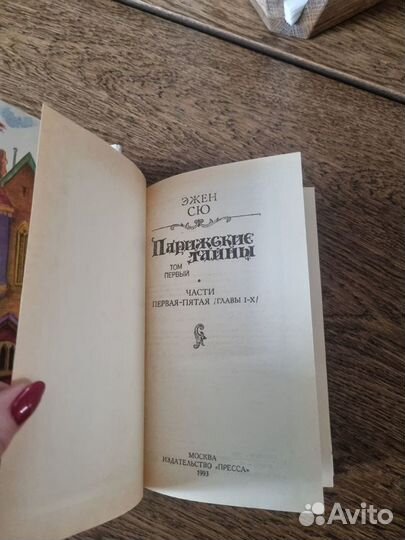 ЭЖЕН
СЮ
ПАРИЖСКИЕ
ТАЙНЫ
ТОМ
ПЕРВЫЙ
ЧАСТИ
ПЕРВАЯ-ПЯТАЯ /ГЛАВЫ I-X/
МОСКВА
ИЗДАТЕЛЬСТВО «ПРЕССА»
1993
Avito